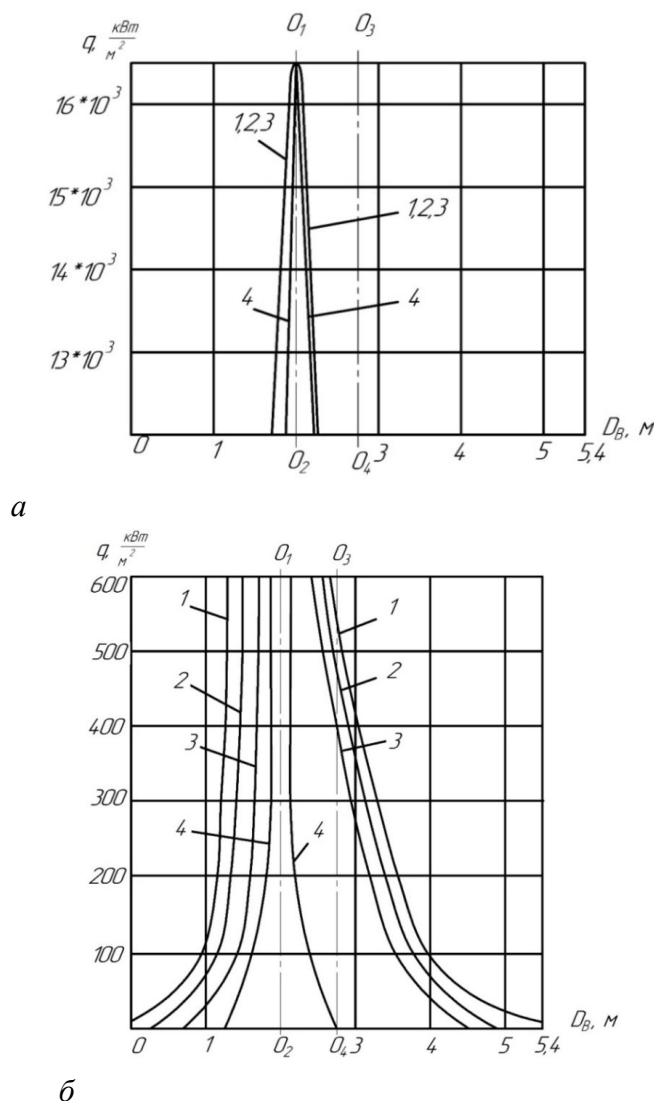 q, кВт/м²
O₁ O₃
16*10³
1,2,3
15*10³
1,2,3
14*10³
4 4
13*10³
D_B, м
0 1 O₂ O₄ 3 4 5 5,4
а
q, кВт/м²
O₁ O₃
600
1 1
500
2 2
400
3 3
300
4 4
200
100
D_B, м
0 1 O₂ O₄ 3 4 5 5,4
б